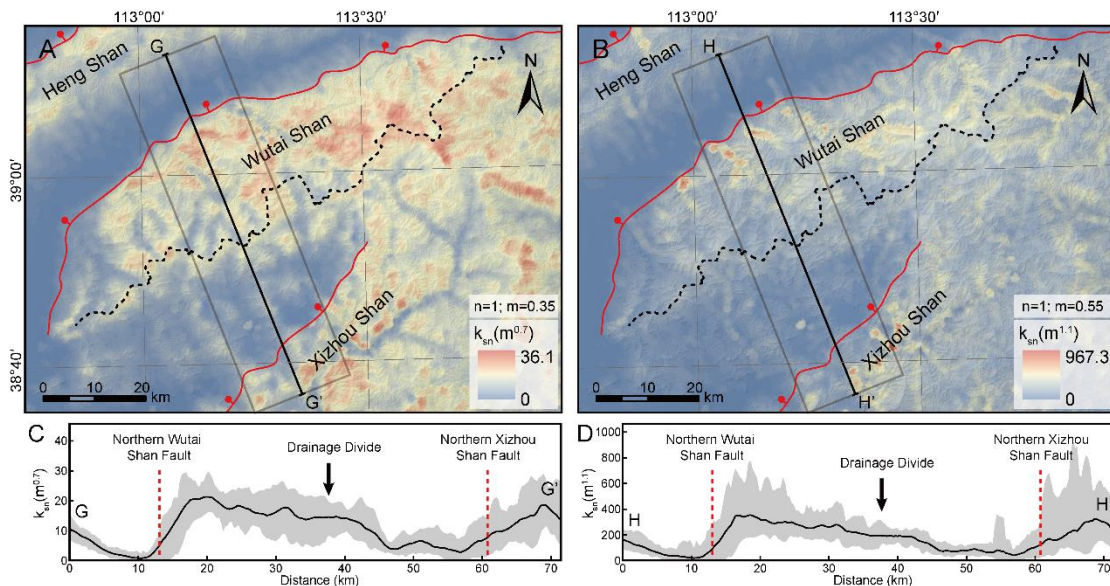 113°00′ 113°30′ 113°00′ 113°30′
A
G
Heng Shan
Wutai Shan
Xizhou Shan
G'
N
39°00′
38°40′
n=1; m=0.35
ksn(m^0.7)
36.1
0
0 10 20
km
B
H
Heng Shan
Wutai Shan
Xizhou Shan
H'
N
n=1; m=0.55
ksn(m^1.1)
967.3
0
0 10 20
km
C
Northern Wutai
Shan Fault
Drainage Divide
Northern Xizhou
Shan Fault
G
G'
ksn(m^0.7)
40
30
20
10
0
0 10 20 30 40 50 60 70
Distance (km)
D
Northern Wutai
Shan Fault
Drainage Divide
Northern Xizhou
Shan Fault
H
H'
ksn(m^1.1)
1000
800
600
400
200
0
0 10 20 30 40 50 60 70
Distance (km)